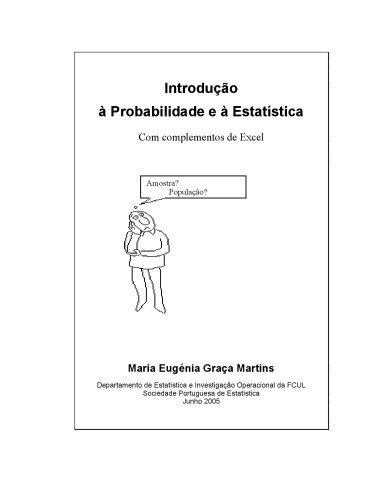 Introdução
à Probabilidade e à Estatística
Com complementos de Excel
Amostra?
População?
Maria Eugénia Graça Martins
Departamento de Estatística e Investigação Operacional da FCUL
Sociedade Portuguesa de Estatística
Junho 2005